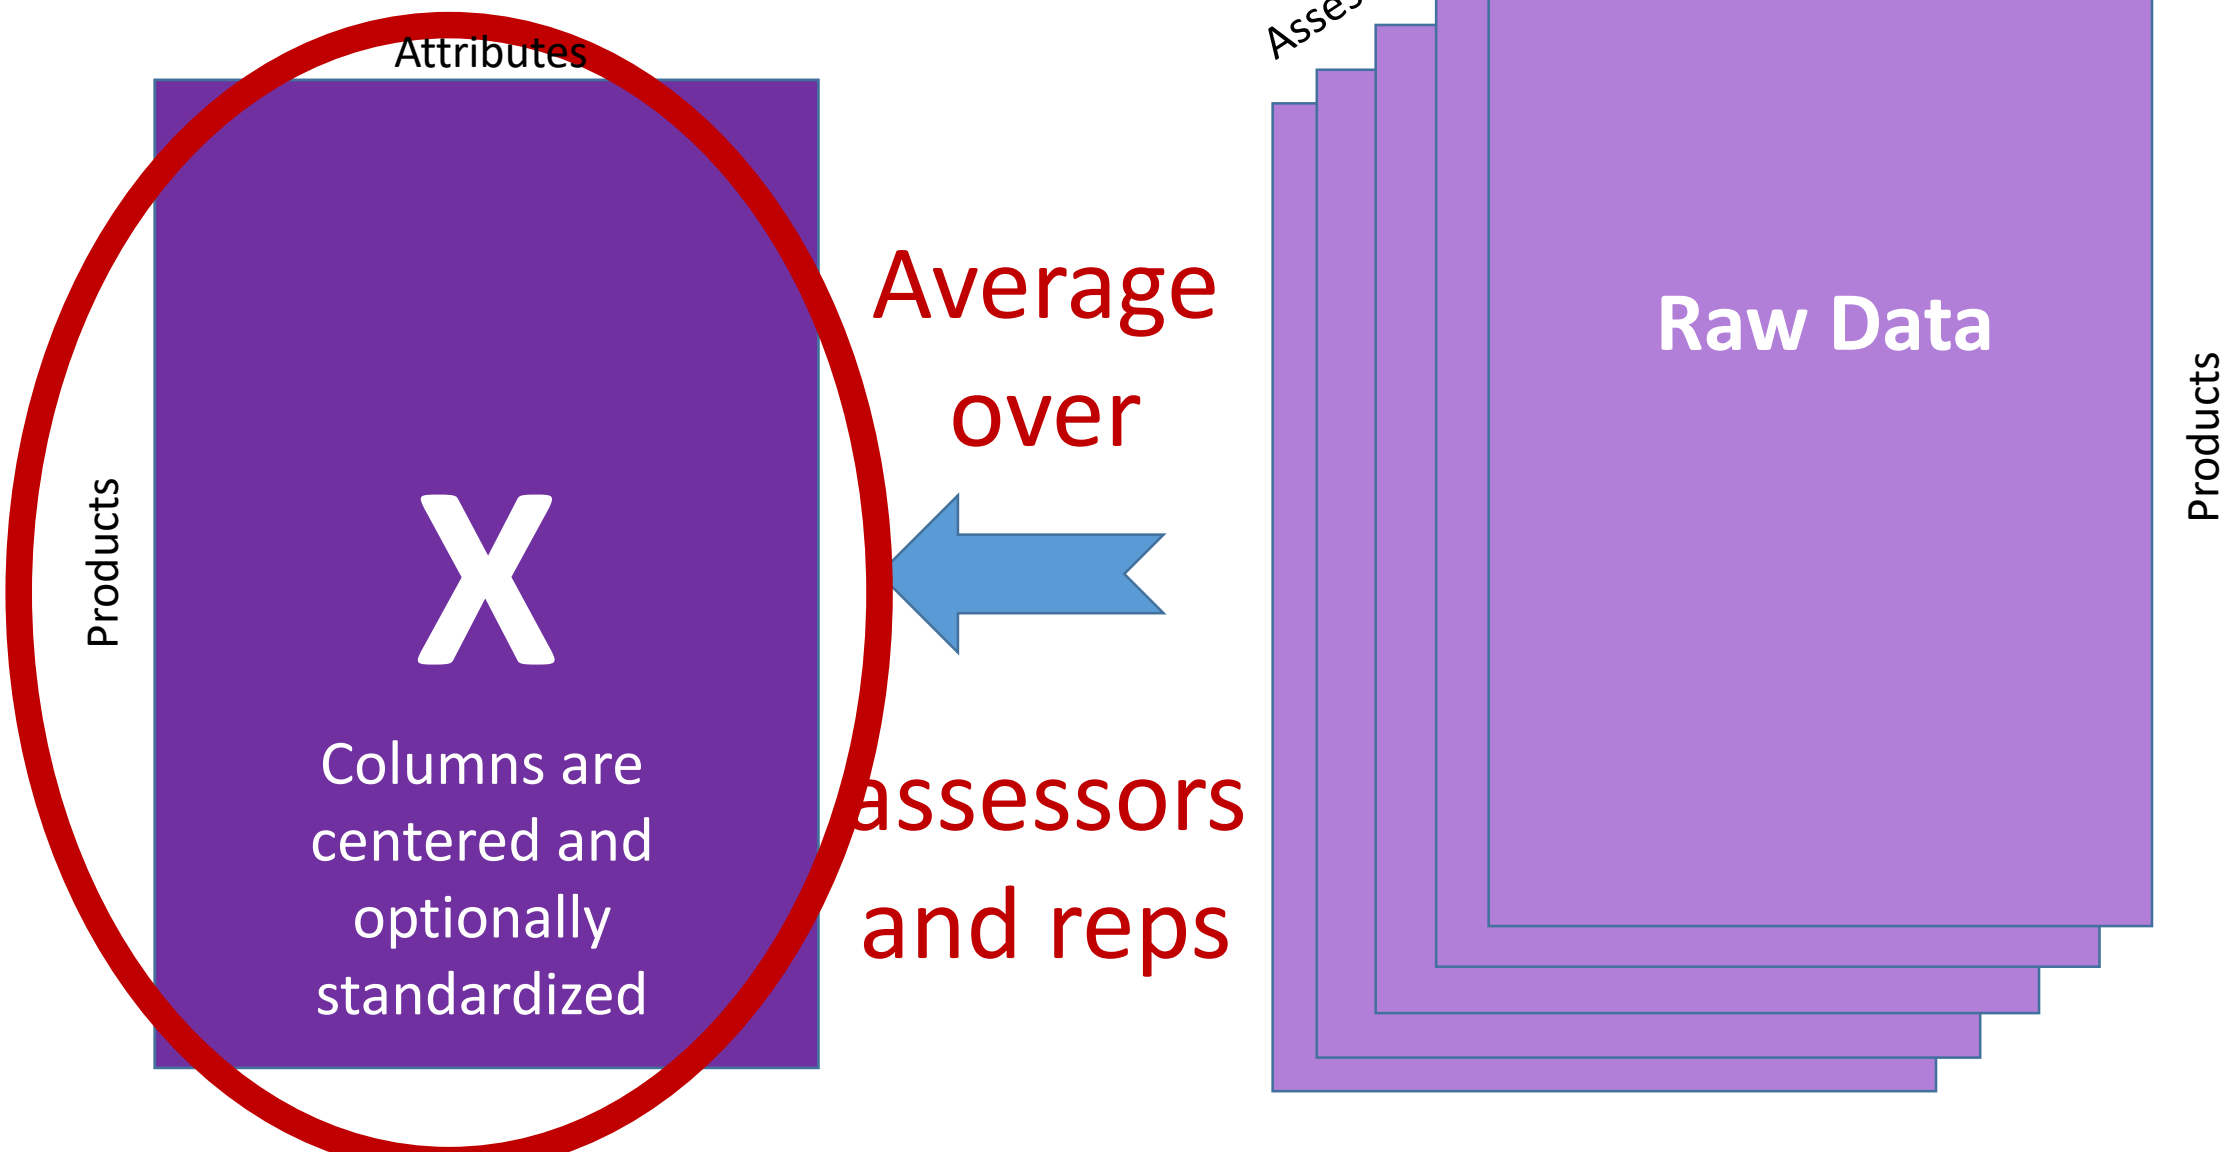 Attributes
Products
X
Columns are
centered and
optionally
standardized
Average
over
assessors
and reps
Raw Data
Products